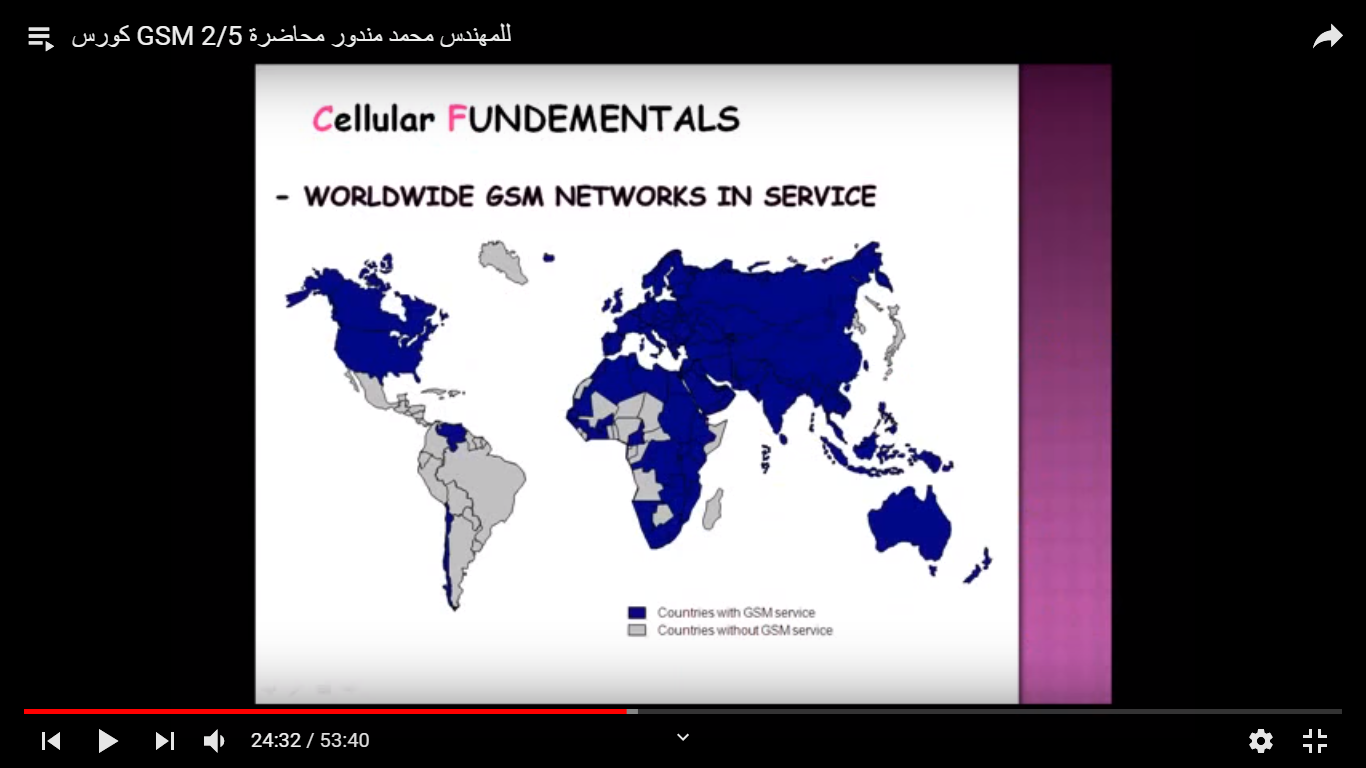 كورس GSM 2/5 للمهندس محمد مندور محاضرة
Cellular FUNDEMENTALS
- WORLDWIDE GSM NETWORKS IN SERVICE
Countries with GSM service
Countries without GSM service
24:32 / 53:40